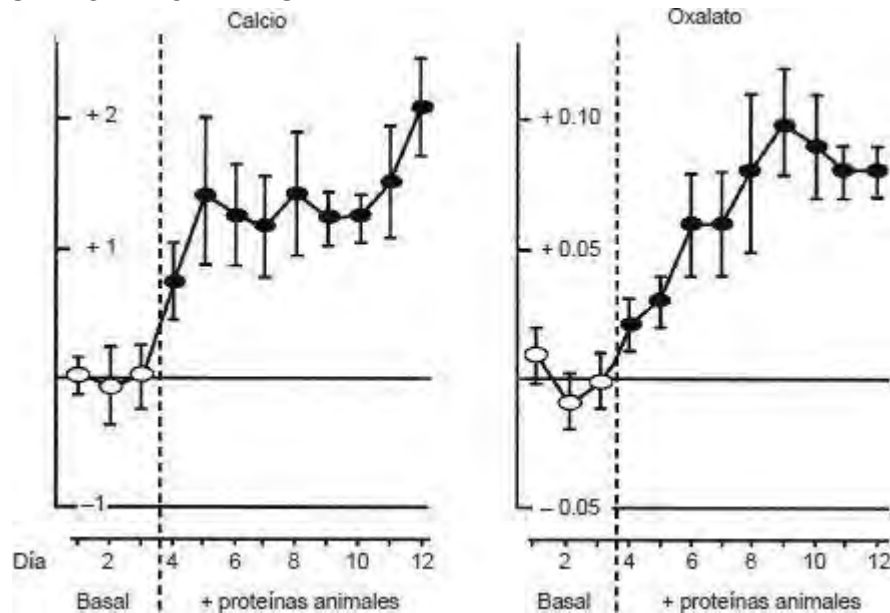 Calcio
+2
+1
–1
Día 2 4 6 8 10 12
Basal + proteínas animales
Oxalato
+ 0.10
+ 0.05
– 0.05
2 4 6 8 10 12
Basal + proteínas animales